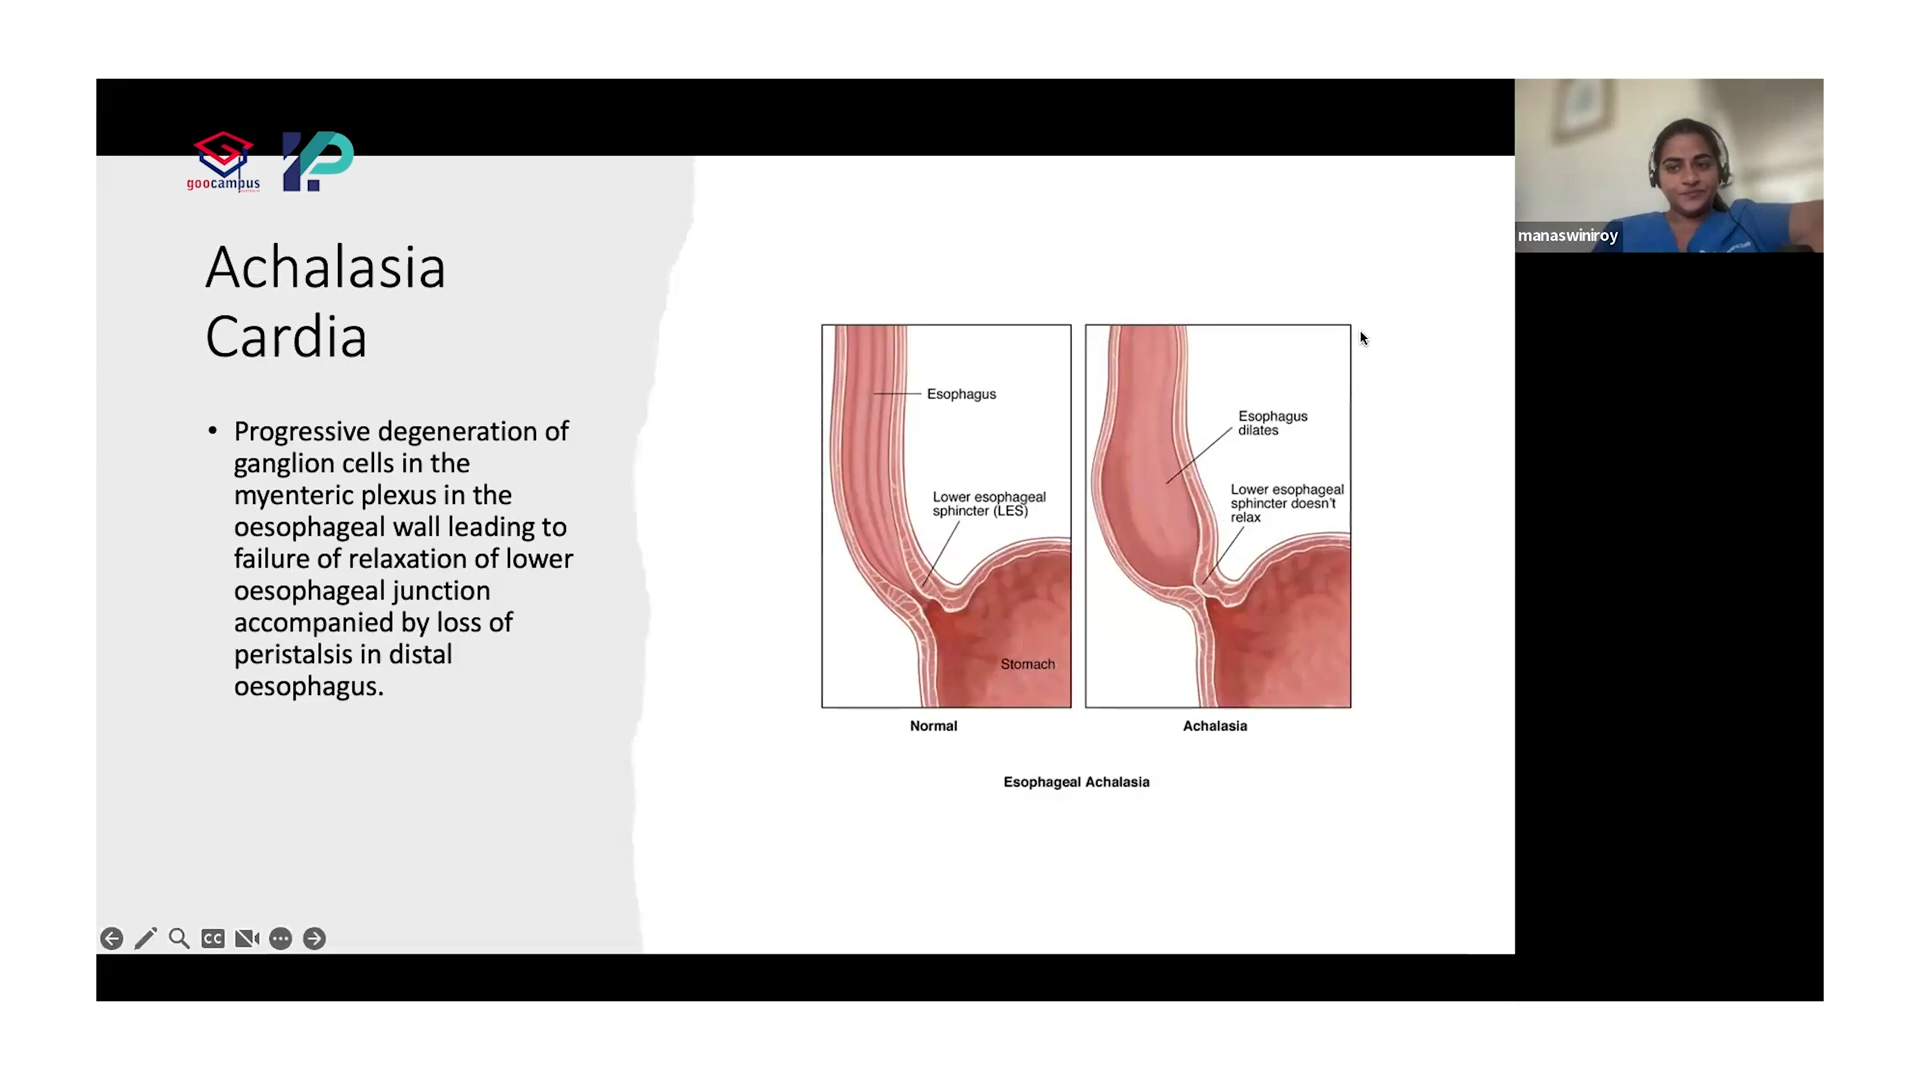 goocampus
Achalasia
Cardia
• Progressive degeneration of
ganglion cells in the
myenteric plexus in the
oesophageal wall leading to
failure of relaxation of lower
oesophageal junction
accompanied by loss of
peristalsis in distal
oesophagus.
Esophagus
Lower esophageal
sphincter (LES)
Stomach
Normal
Esophagus
dilates
Lower esophageal
sphincter doesn't
relax
Achalasia
Esophageal Achalasia
manaswiniroy
CC